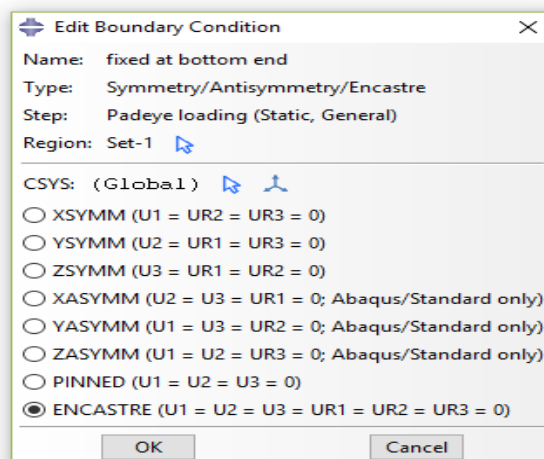 Edit Boundary Condition
Name: fixed at bottom end
Type: Symmetry/Antisymmetry/Encastre
Step: Padeye loading (Static, General)
Region: Set-1
CSYS: (Global)
XSYMM (U1 = UR2 = UR3 = 0)
YSYMM (U2 = UR1 = UR3 = 0)
ZSYMM (U3 = UR1 = UR2 = 0)
XASYMM (U2 = U3 = UR1 = 0; Abaqus/Standard only)
YASYMM (U1 = U3 = UR2 = 0; Abaqus/Standard only)
ZASYMM (U1 = U2 = UR3 = 0; Abaqus/Standard only)
PINNED (U1 = U2 = U3 = 0)
ENCASTRE (U1 = U2 = U3 = UR1 = UR2 = UR3 = 0)
OK Cancel